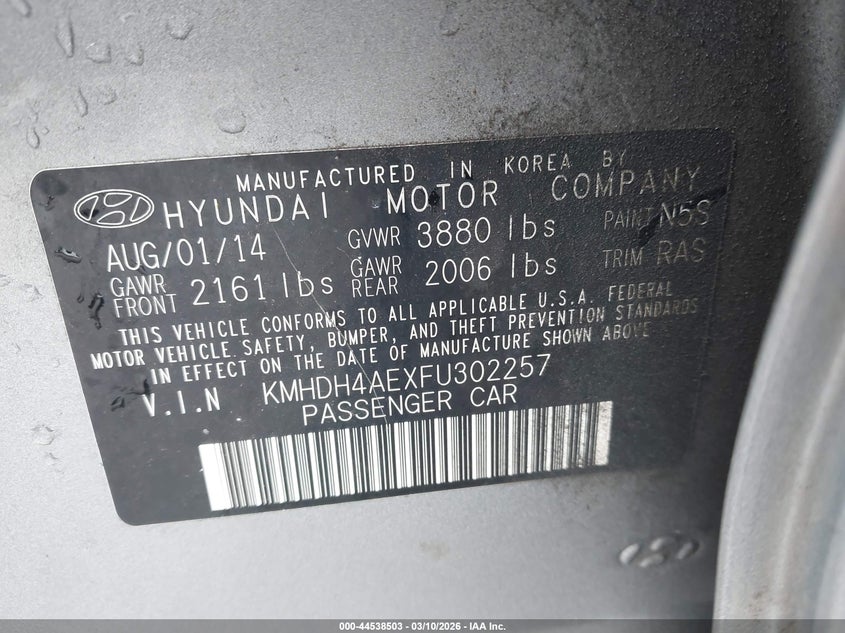 MANUFACTURED IN KOREA BY
HYUNDAI MOTOR COMPANY
AUG/01/14 GVWR 3880 lbs PAINT N5S
GAWR FRONT 2161 lbs GAWR REAR 2006 lbs TRIM RAS
THIS VEHICLE CONFORMS TO ALL APPLICABLE U.S.A. FEDERAL
MOTOR VEHICLE SAFETY, BUMPER, AND THEFT PREVENTION STANDARDS
IN EFFECT ON THE DATE OF MANUFACTURE SHOWN ABOVE
V.I.N KMHDH4AEXFU302257
PASSENGER CAR
000-44538503 — 03/10/2026 — IAA Inc.